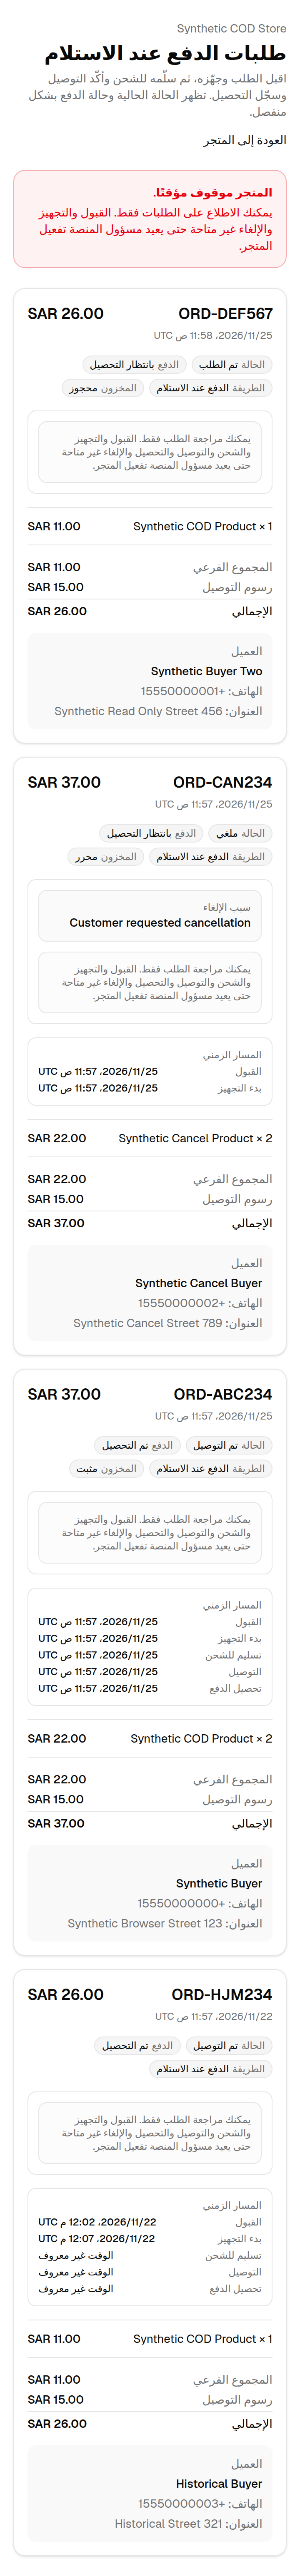 Synthetic COD Store
طلبات الدفع عند الاستلام
اقبل الطلب وجهّزه، ثم سلّمه للشحن وأكّد التوصيل
وسجّل التحصيل. تظهر الحالة الحالية وحالة الدفع بشكل
منفصل.
العودة إلى المتجر
المتجر موقوف مؤقتًا.
يمكنك الاطلاع على الطلبات فقط. القبول والتجهيز
والإلغاء غير متاحة حتى يعيد مسؤول المنصة تفعيل
المتجر.
ORD-DEF567 SAR 26.00
2026/11/25، 11:58 ص UTC
الحالة تم الطلب الدفع بانتظار التحصيل
الطريقة الدفع عند الاستلام المخزون محجوز
يمكنك مراجعة الطلب فقط. القبول والتجهيز
والشحن والتوصيل والتحصيل والإلغاء غير متاحة
حتى يعيد مسؤول المنصة تفعيل المتجر.
Synthetic COD Product × 1 SAR 11.00
المجموع الفرعي SAR 11.00
رسوم التوصيل SAR 15.00
الإجمالي SAR 26.00
العميل
Synthetic Buyer Two
الهاتف: +15550000001
العنوان: Synthetic Read Only Street 456
ORD-CAN234 SAR 37.00
2026/11/25، 11:57 ص UTC
الحالة ملغي الدفع بانتظار التحصيل
الطريقة الدفع عند الاستلام المخزون محرر
سبب الإلغاء
Customer requested cancellation
يمكنك مراجعة الطلب فقط. القبول والتجهيز
والشحن والتوصيل والتحصيل والإلغاء غير متاحة
حتى يعيد مسؤول المنصة تفعيل المتجر.
المسار الزمني
القبول 2026/11/25، 11:57 ص UTC
بدء التجهيز 2026/11/25، 11:57 ص UTC
Synthetic Cancel Product × 2 SAR 22.00
المجموع الفرعي SAR 22.00
رسوم التوصيل SAR 15.00
الإجمالي SAR 37.00
العميل
Synthetic Cancel Buyer
الهاتف: +15550000002
العنوان: Synthetic Cancel Street 789
ORD-ABC234 SAR 37.00
2026/11/25، 11:57 ص UTC
الحالة تم التوصيل الدفع تم التحصيل
الطريقة الدفع عند الاستلام المخزون مثبت
يمكنك مراجعة الطلب فقط. القبول والتجهيز
والشحن والتوصيل والتحصيل والإلغاء غير متاحة
حتى يعيد مسؤول المنصة تفعيل المتجر.
المسار الزمني
القبول 2026/11/25، 11:57 ص UTC
بدء التجهيز 2026/11/25، 11:57 ص UTC
تسليم للشحن 2026/11/25، 11:57 ص UTC
التوصيل 2026/11/25، 11:57 ص UTC
تحصيل الدفع 2026/11/25، 11:57 ص UTC
Synthetic COD Product × 2 SAR 22.00
المجموع الفرعي SAR 22.00
رسوم التوصيل SAR 15.00
الإجمالي SAR 37.00
العميل
Synthetic Buyer
الهاتف: +15550000000
العنوان: Synthetic Browser Street 123
ORD-HJM234 SAR 26.00
2026/11/22، 11:57 ص UTC
الحالة تم التوصيل الدفع تم التحصيل
الطريقة الدفع عند الاستلام
يمكنك مراجعة الطلب فقط. القبول والتجهيز
والشحن والتوصيل والتحصيل والإلغاء غير متاحة
حتى يعيد مسؤول المنصة تفعيل المتجر.
المسار الزمني
القبول 2026/11/22، 12:02 م UTC
بدء التجهيز 2026/11/22، 12:07 م UTC
تسليم للشحن الوقت غير معروف
التوصيل الوقت غير معروف
تحصيل الدفع الوقت غير معروف
Synthetic COD Product × 1 SAR 11.00
المجموع الفرعي SAR 11.00
رسوم التوصيل SAR 15.00
الإجمالي SAR 26.00
العميل
Historical Buyer
الهاتف: +15550000003
العنوان: Historical Street 321